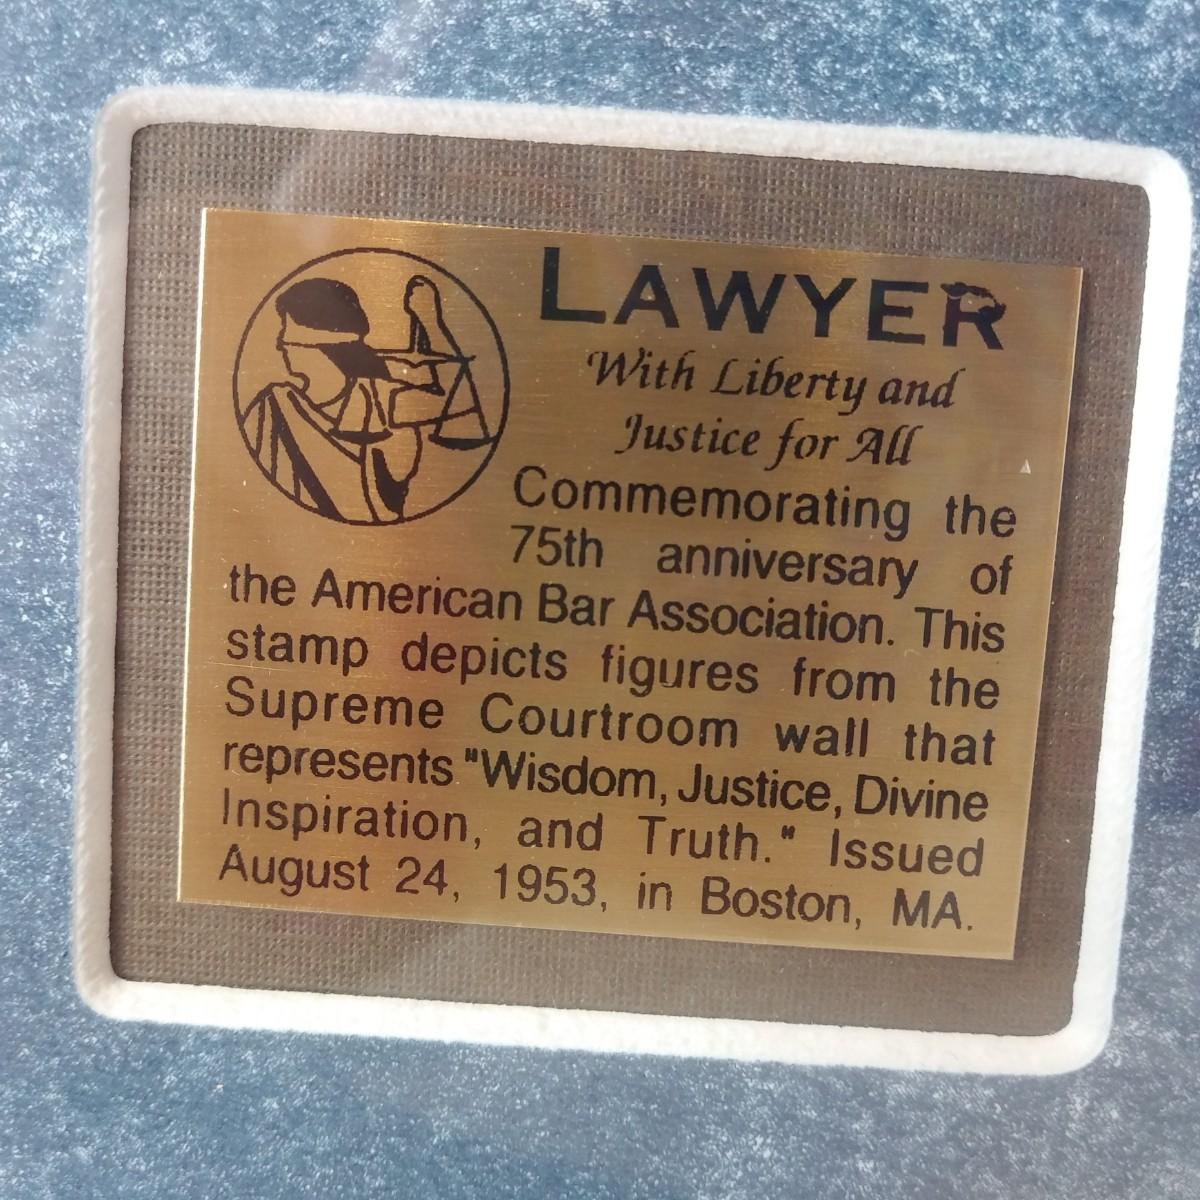 LAWYER
With Liberty and
Justice for All
Commemorating the
75th anniversary of
the American Bar Association. This
stamp depicts figures from the
Supreme Courtroom wall that
represents "Wisdom, Justice, Divine
Inspiration, and Truth." Issued
August 24, 1953, in Boston, MA.